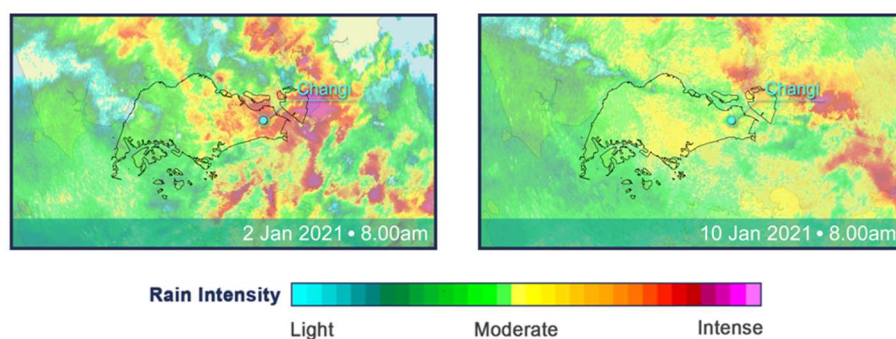 Changi
2 Jan 2021 • 8.00am
Changi
10 Jan 2021 • 8.00am
Rain Intensity
Light Moderate Intense